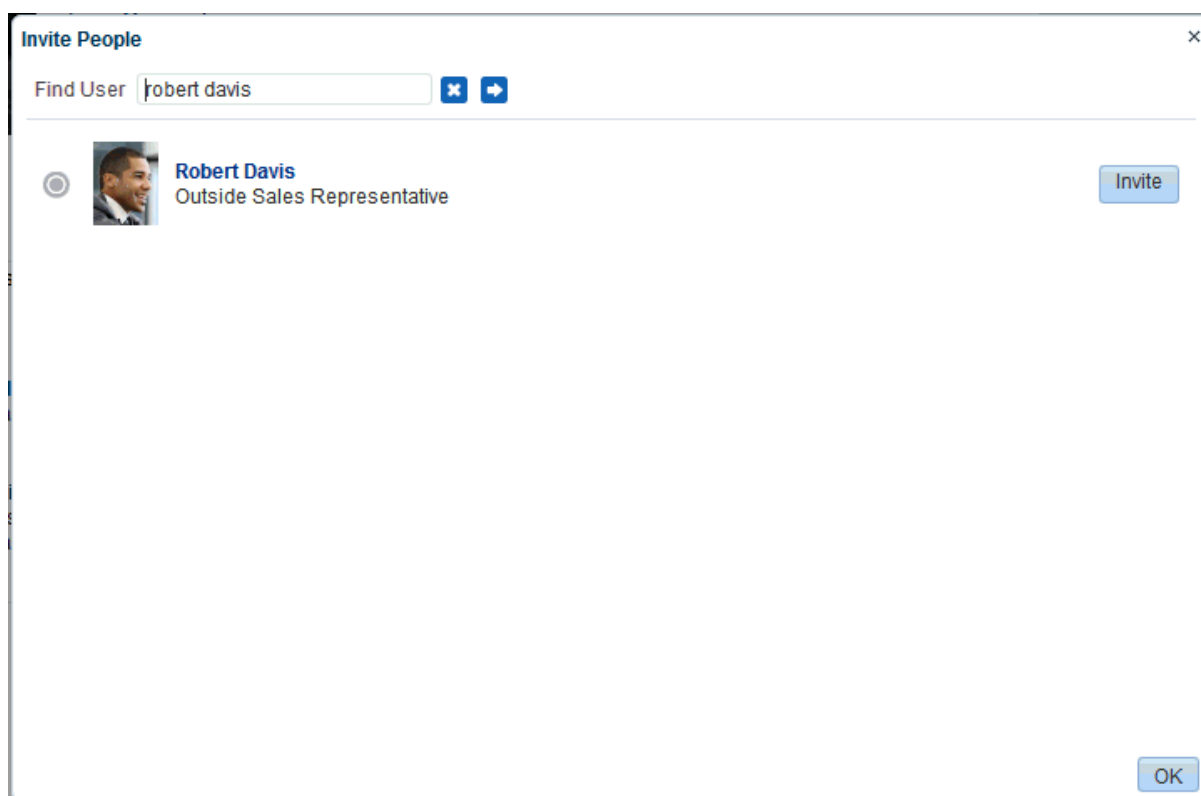 Invite People
Find User robert davis
Robert Davis
Outside Sales Representative
Invite
OK